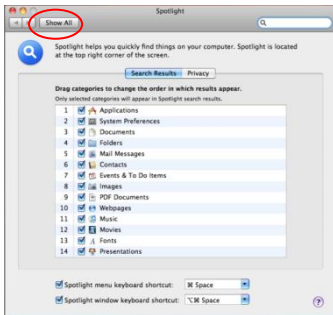 Spotlight
Show All
Spotlight helps you quickly find things on your computer. Spotlight is located
at the top right corner of the screen.
Search Results Privacy
Drag categories to change the order in which results appear.
Only selected categories will appear in Spotlight search results.
1 Applications
2 System Preferences
3 Documents
4 Folders
5 Mail Messages
6 Contacts
7 Events & To Do Items
8 Images
9 PDF Documents
10 Webpages
11 Music
12 Movies
13 Fonts
14 Presentations
Spotlight menu keyboard shortcut: ⌘ Space
Spotlight window keyboard shortcut: ⌥⌘ Space
?